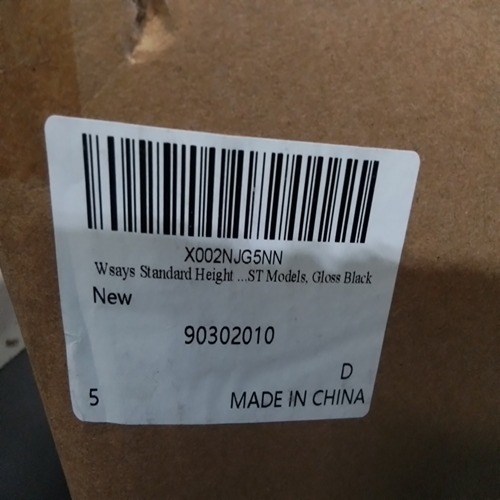 X002NJG5NN
Wsays Standard Height ...ST Models, Gloss Black
New
90302010
D
5 MADE IN CHINA